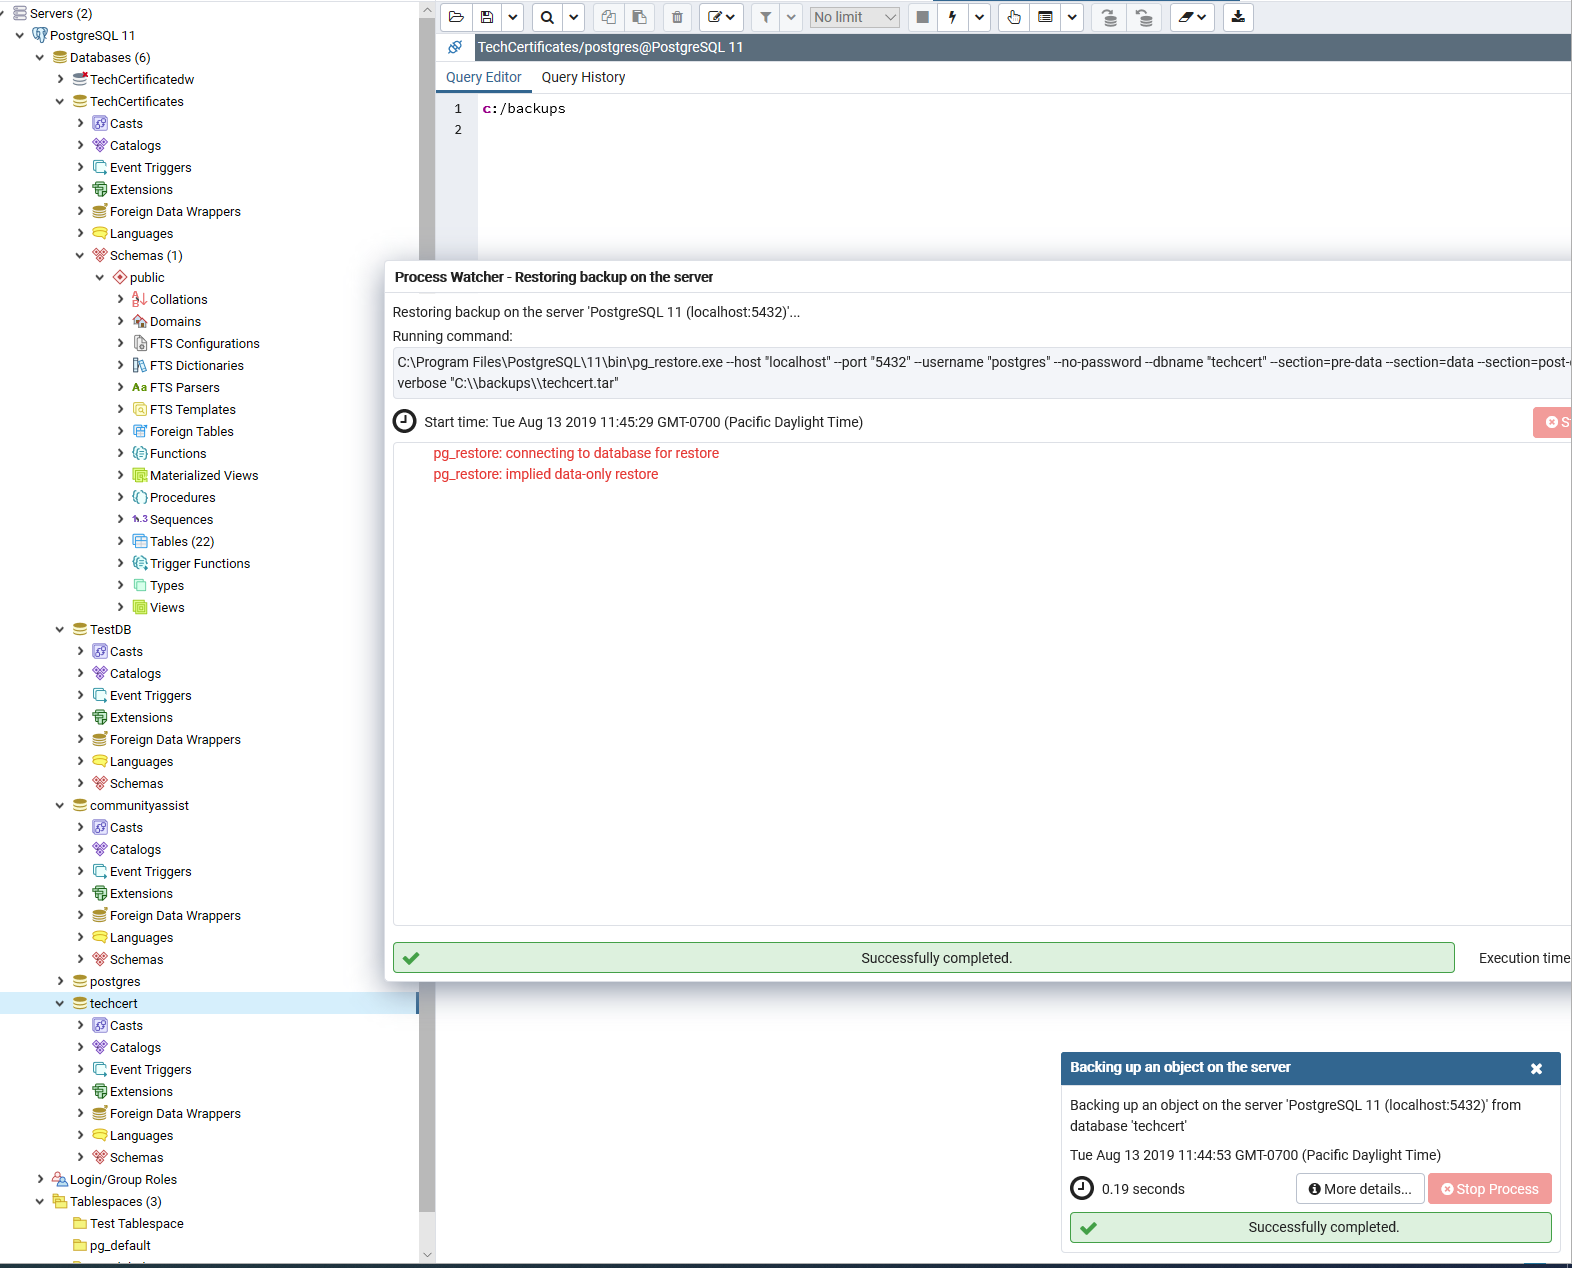 Servers (2)
PostgreSQL 11
Databases (6)
TechCertificatedw
TechCertificates
Casts
Catalogs
Event Triggers
Extensions
Foreign Data Wrappers
Languages
Schemas (1)
public
Collations
Domains
FTS Configurations
FTS Dictionaries
Aa FTS Parsers
FTS Templates
Foreign Tables
Functions
Materialized Views
Procedures
1..3 Sequences
Tables (22)
Trigger Functions
Types
Views
TestDB
Casts
Catalogs
Event Triggers
Extensions
Foreign Data Wrappers
Languages
Schemas
communityassist
Casts
Catalogs
Event Triggers
Extensions
Foreign Data Wrappers
Languages
Schemas
postgres
techcert
Casts
Catalogs
Event Triggers
Extensions
Foreign Data Wrappers
Languages
Schemas
Login/Group Roles
Tablespaces (3)
Test Tablespace
pg_default
No limit
TechCertificates/postgres@PostgreSQL 11
Query Editor Query History
1 c:/backups
2
Process Watcher - Restoring backup on the server
Restoring backup on the server 'PostgreSQL 11 (localhost:5432)'...
Running command:
C:\Program Files\PostgreSQL\11\bin\pg_restore.exe --host "localhost" --port "5432" --username "postgres" --no-password --dbname "techcert" --section=pre-data --section=data --section=post-
verbose "C:\\backups\\techcert.tar"
Start time: Tue Aug 13 2019 11:45:29 GMT-0700 (Pacific Daylight Time)
pg_restore: connecting to database for restore
pg_restore: implied data-only restore
Successfully completed.
Execution time
Backing up an object on the server
Backing up an object on the server 'PostgreSQL 11 (localhost:5432)' from
database 'techcert'
Tue Aug 13 2019 11:44:53 GMT-0700 (Pacific Daylight Time)
0.19 seconds
More details...
Stop Process
Successfully completed.